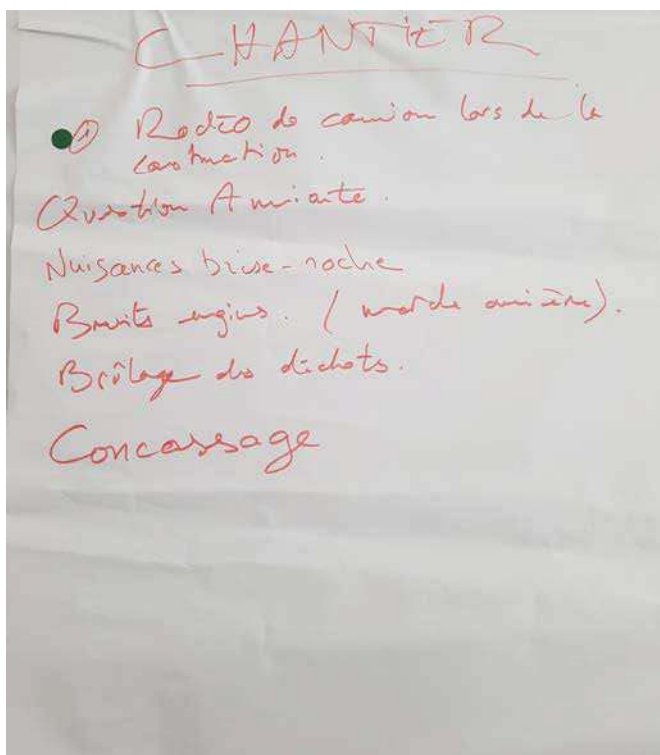 CHANTIER
① Rodéo de camion lors de la
construction.
Question Amiante.
Nuisances brise-roche
Bruits engins. (marche arrière).
Brûlage des déchets.
Concassage